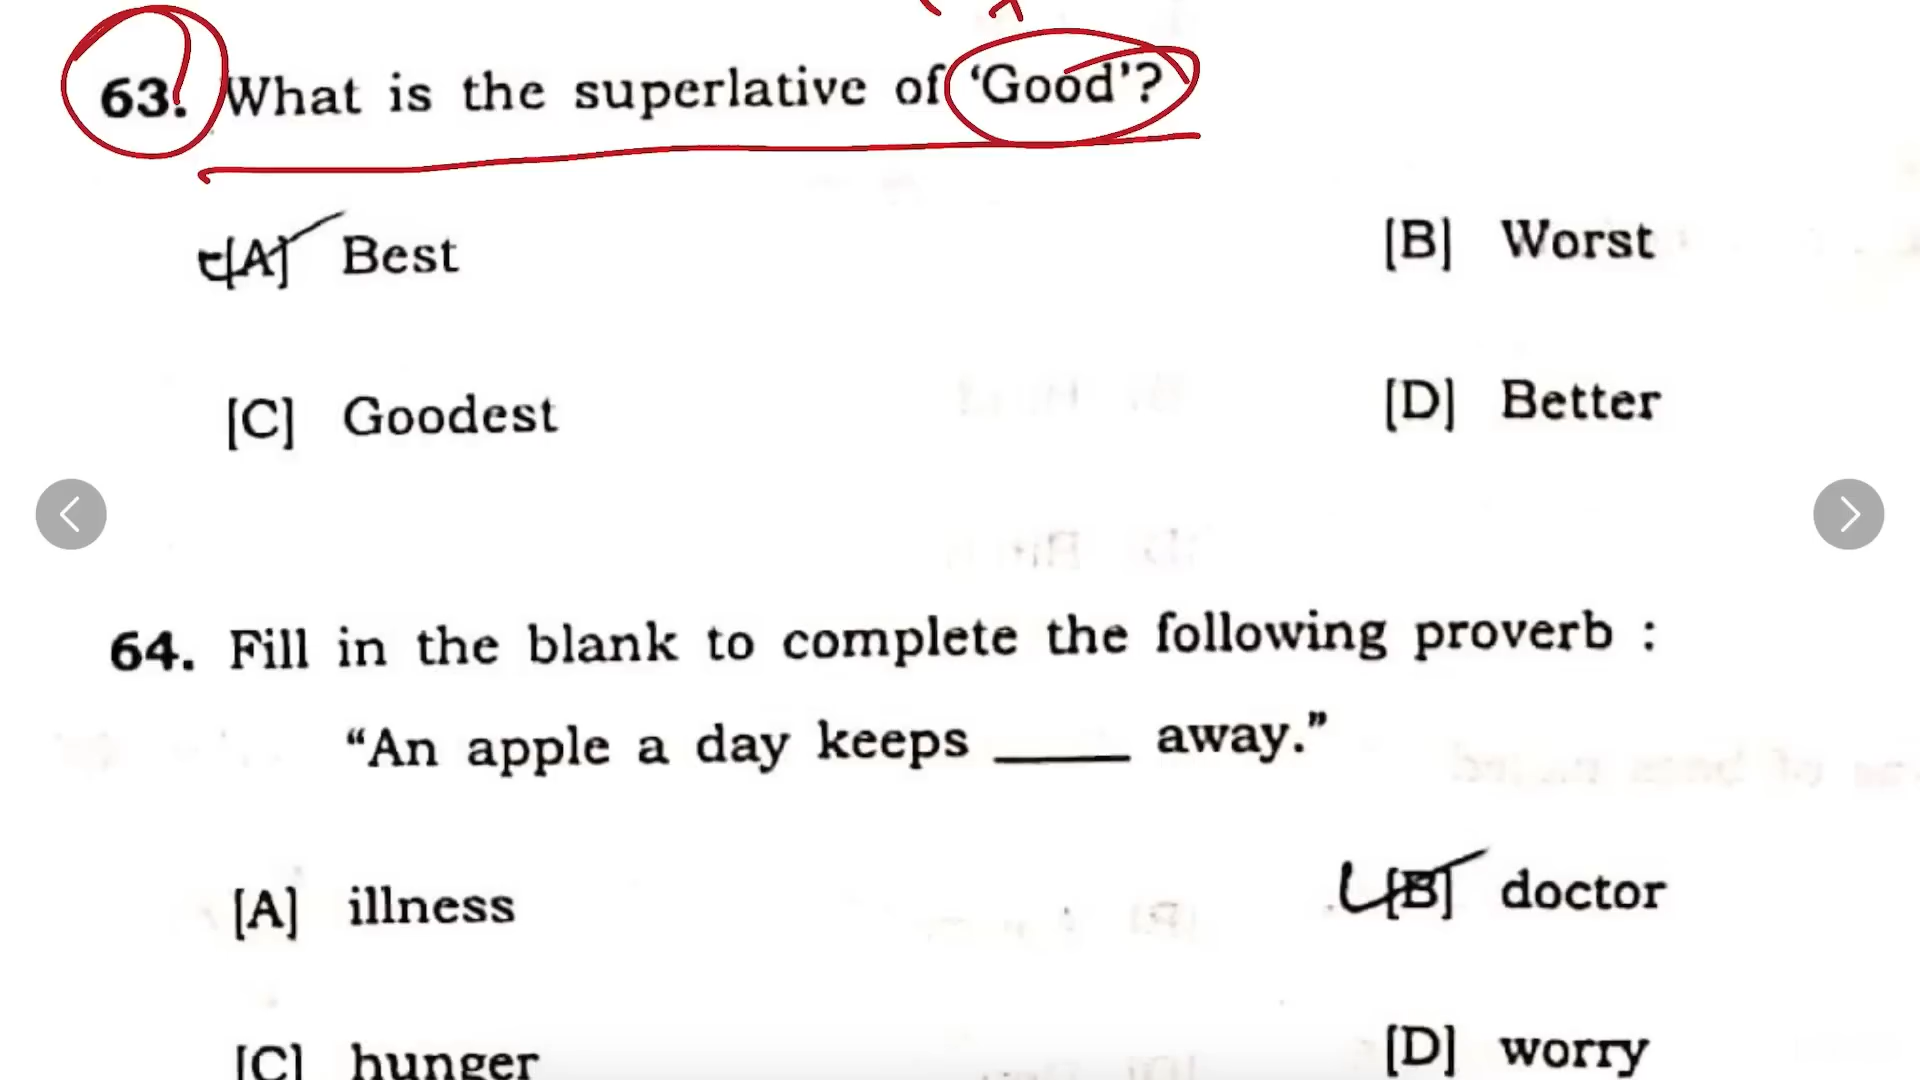 63. What is the superlative of 'Good'?
[A] Best
[B] Worst
[C] Goodest
[D] Better
64. Fill in the blank to complete the following proverb :
“An apple a day keeps ____ away.”
[A] illness
[B] doctor
[C] hunger
[D] worry